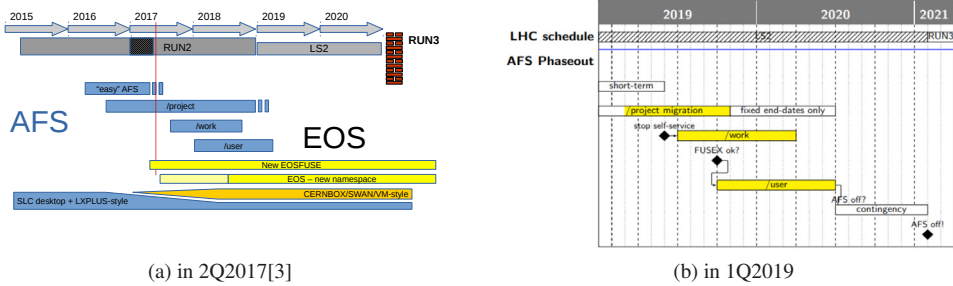 2015 2016 2017 2018 2019 2020
RUN2
LS2
RUN3
"easy" AFS
/project
AFS
/work
EOS
/user
New EOSFUSE
EOS – new namespace
CERNBOX/SWAN/VM-style
SLC desktop + LXPLUS-style
(a) in 2Q2017[3]
2019 2020 2021
LHC schedule
LS2
RUN3
AFS Phaseout
short-term
/project migration
fixed end-dates only
stop self-service
/work
FUSEX ok?
/user
AFS off?
contingency
AFS off!
(b) in 1Q2019